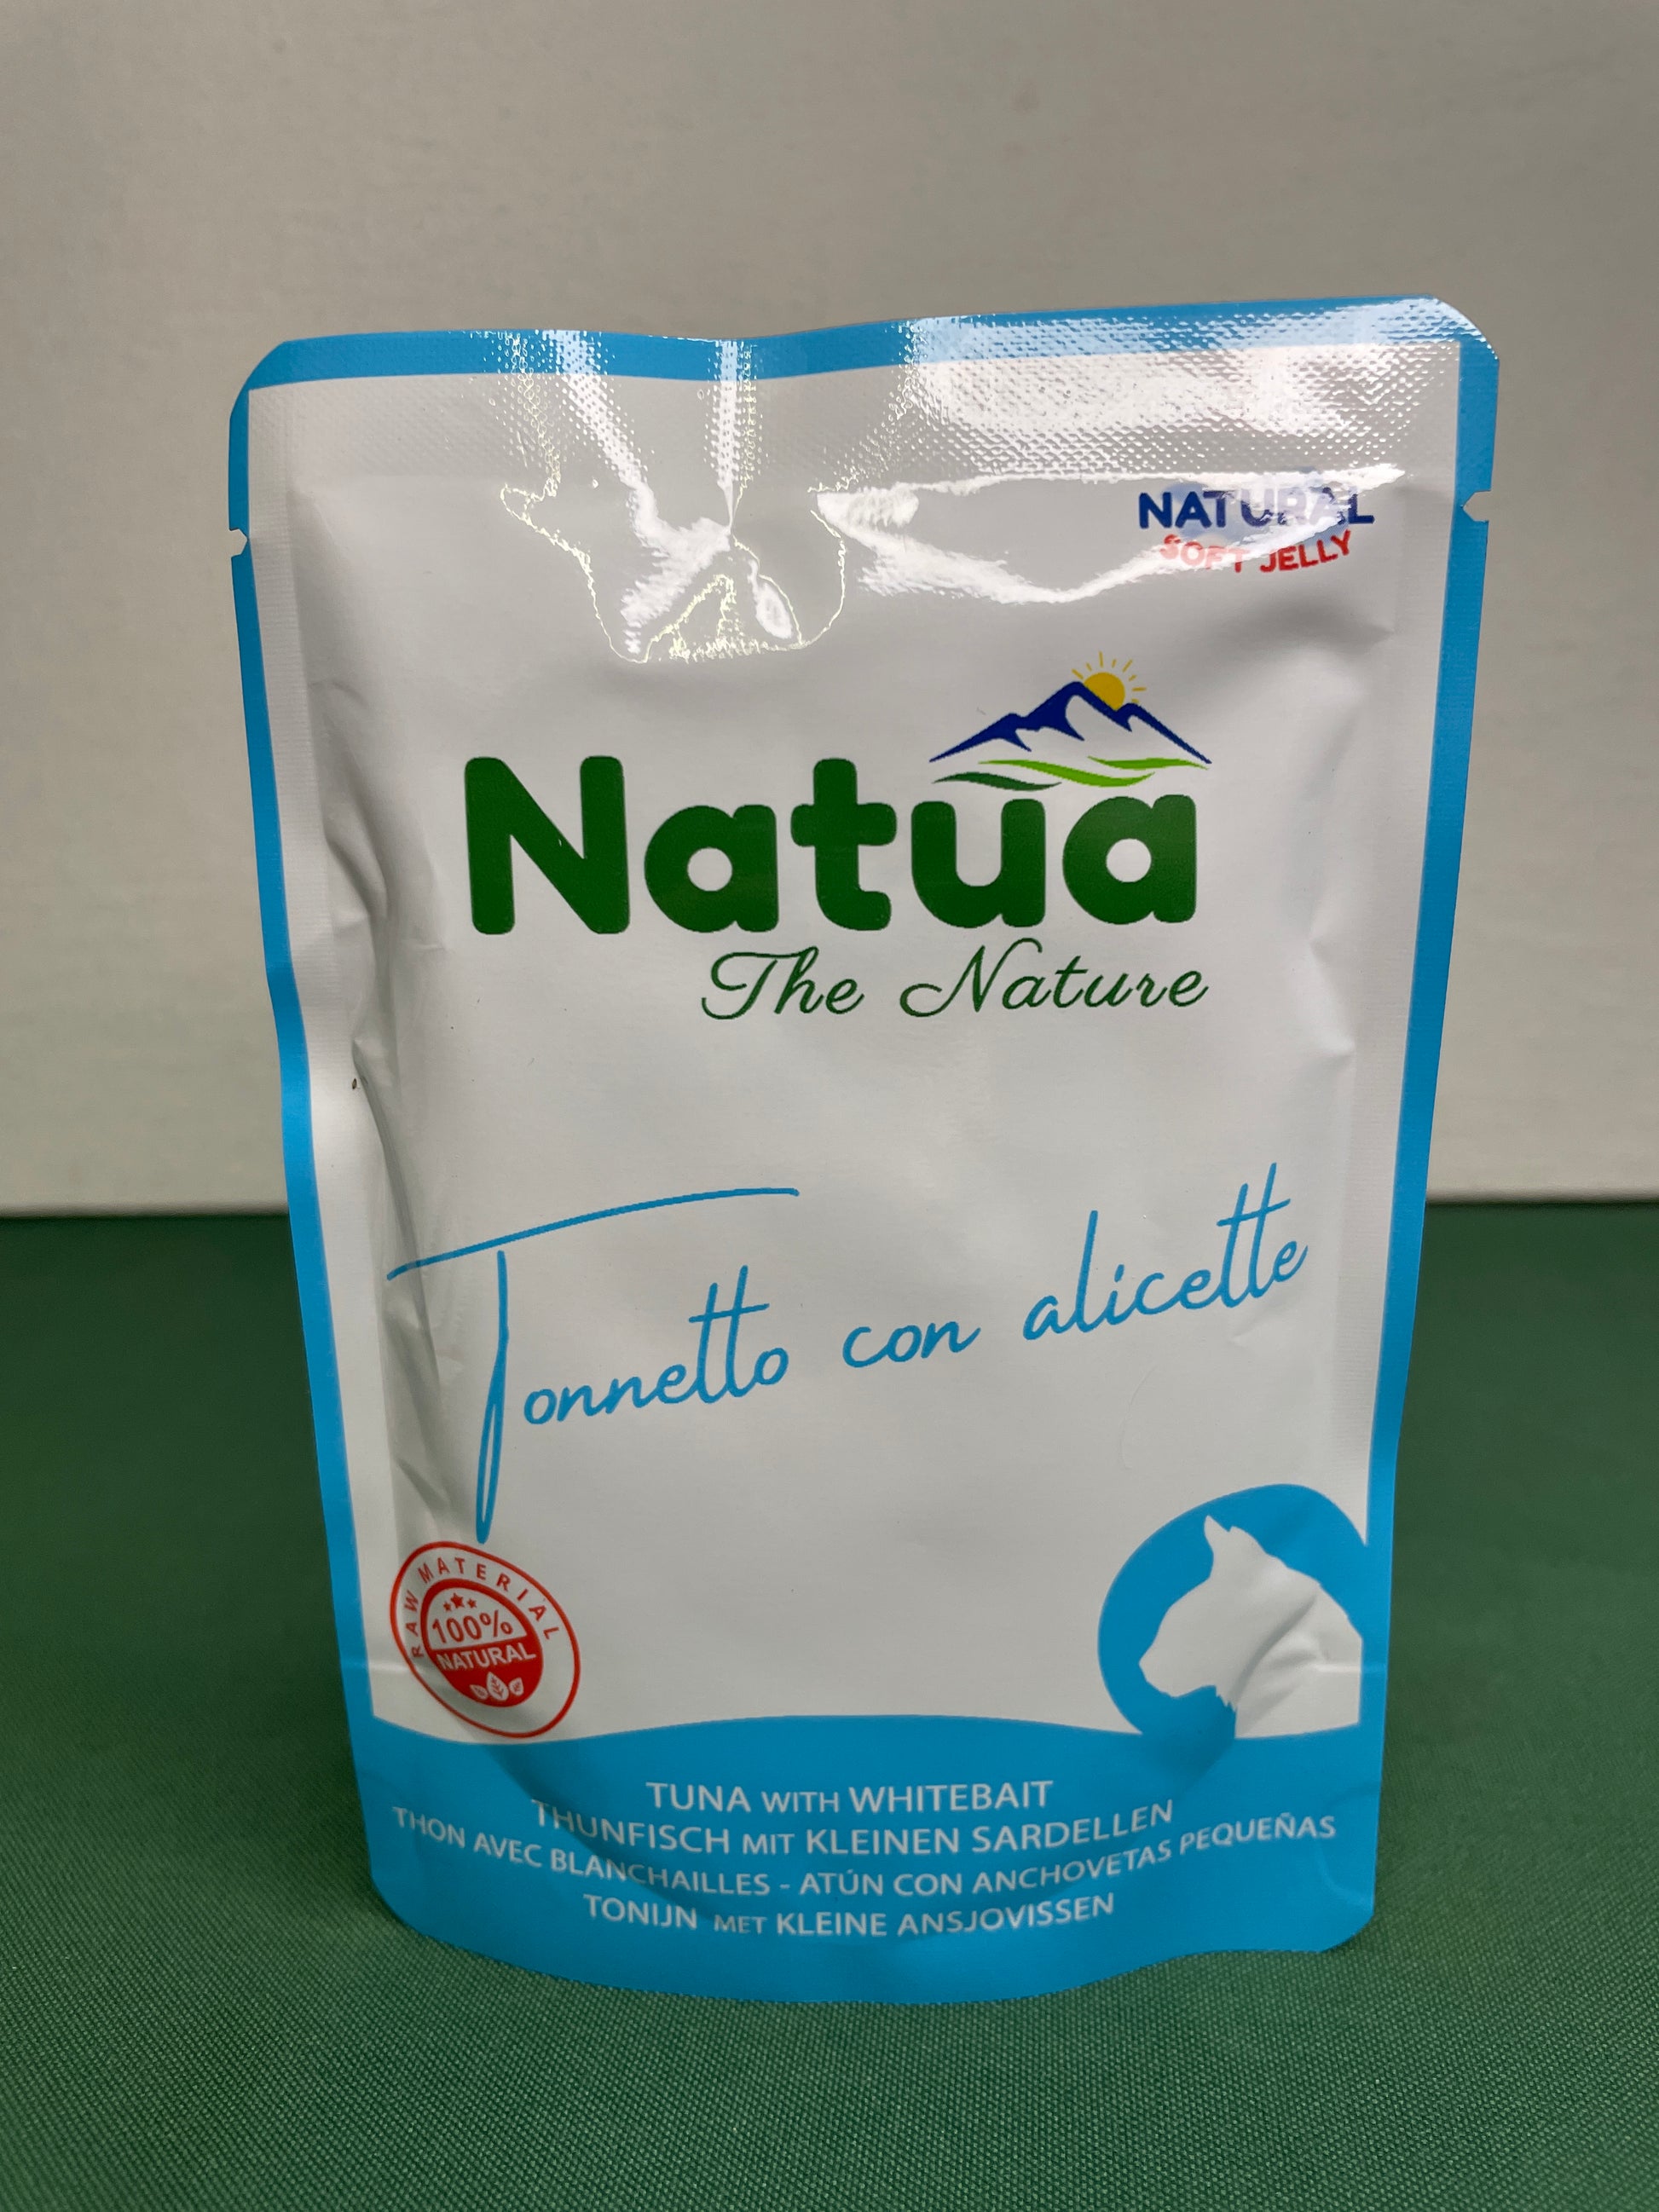 NATURAL
SOFT JELLY
Natua
The Nature
Tonnetto con alicette
RAW MATERIAL
100%
NATURAL
TUNA WITH WHITEBAIT
THUNFISCH MIT KLEINEN SARDELLEN
THON AVEC BLANCHAILLES - ATÚN CON ANCHOVETAS PEQUEÑAS
TONIJN MET KLEINE ANSJOVISSEN